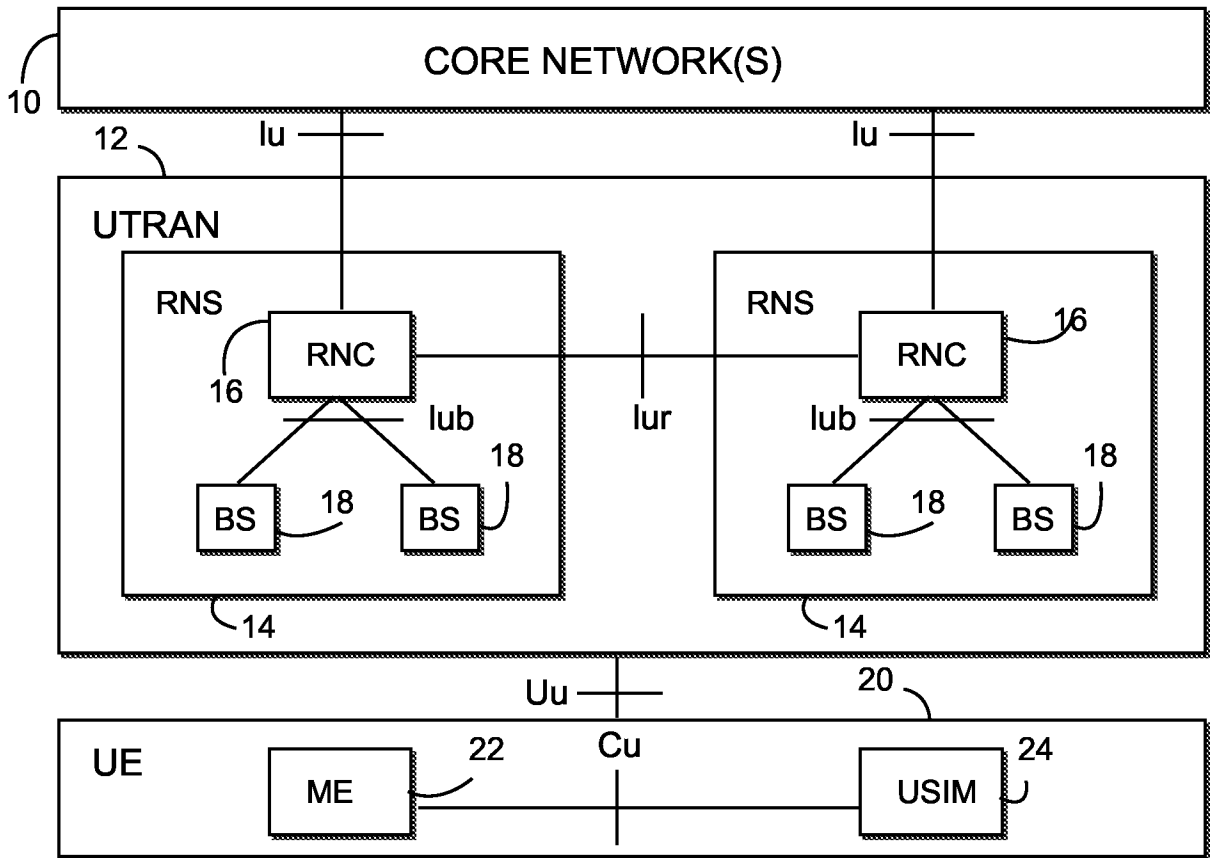 CORE NETWORK(S)
10
Iu
Iu
12
UTRAN
RNS
RNS
RNC
16
RNC
16
Iub
Iur
Iub
BS
18
BS
18
BS
18
BS
18
14
14
Uu
20
UE
ME
22
Cu
USIM
24